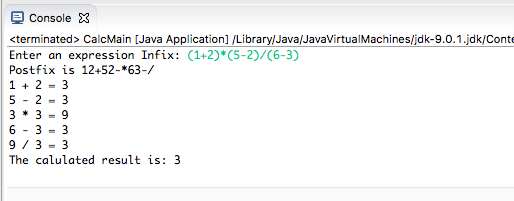 Console
<terminated> CalcMain [Java Application] /Library/Java/JavaVirtualMachines/jdk-9.0.1.jdk/Conte
Enter an expression Infix: (1+2)*(5-2)/(6-3)
Postfix is 12+52-*63-/
1 + 2 = 3
5 - 2 = 3
3 * 3 = 9
6 - 3 = 3
9 / 3 = 3
The calulated result is: 3